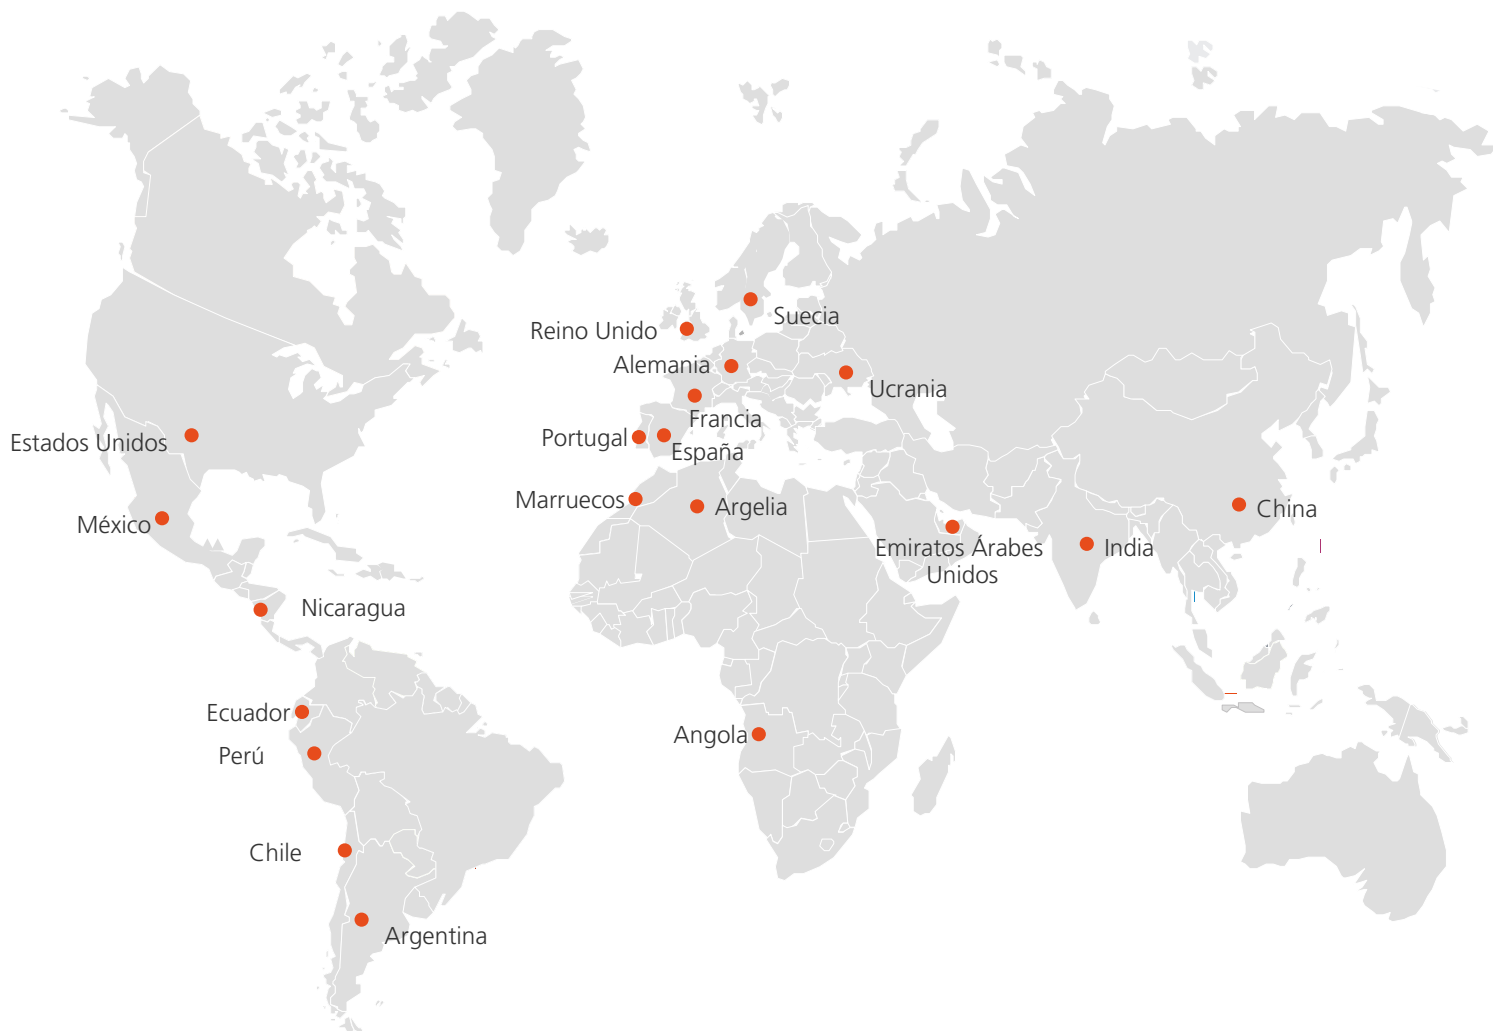 Suecia
Reino Unido
Alemania
Ucrania
Francia
Portugal
España
Estados Unidos
Marruecos
Argelia
China
México
Emiratos Árabes
Unidos
India
Nicaragua
Ecuador
Angola
Perú
Chile
Argentina